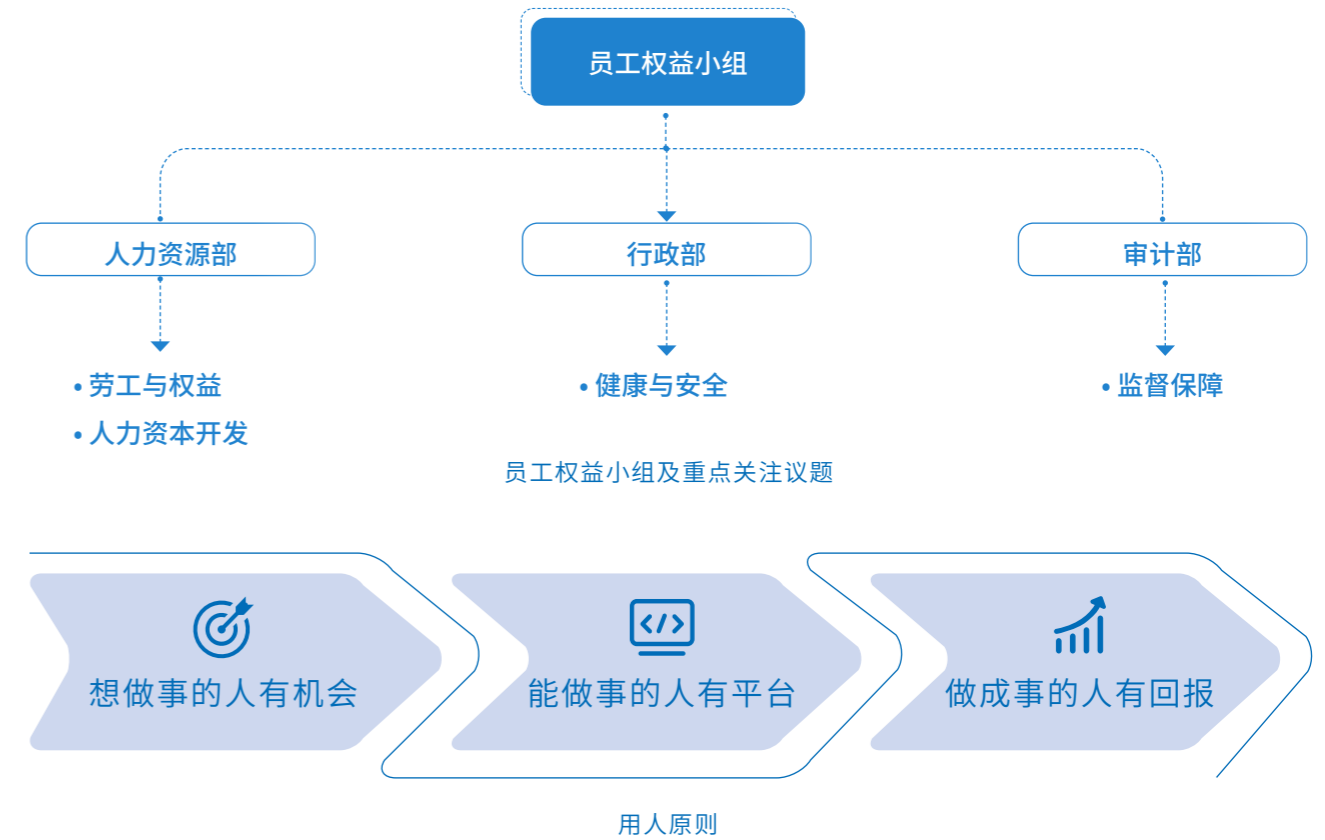 员工权益小组
人力资源部
行政部
审计部
• 劳工与权益
• 人力资本开发
• 健康与安全
• 监督保障
员工权益小组及重点关注议题
想做事的人有机会
能做事的人有平台
做成事的人有回报
用人原则